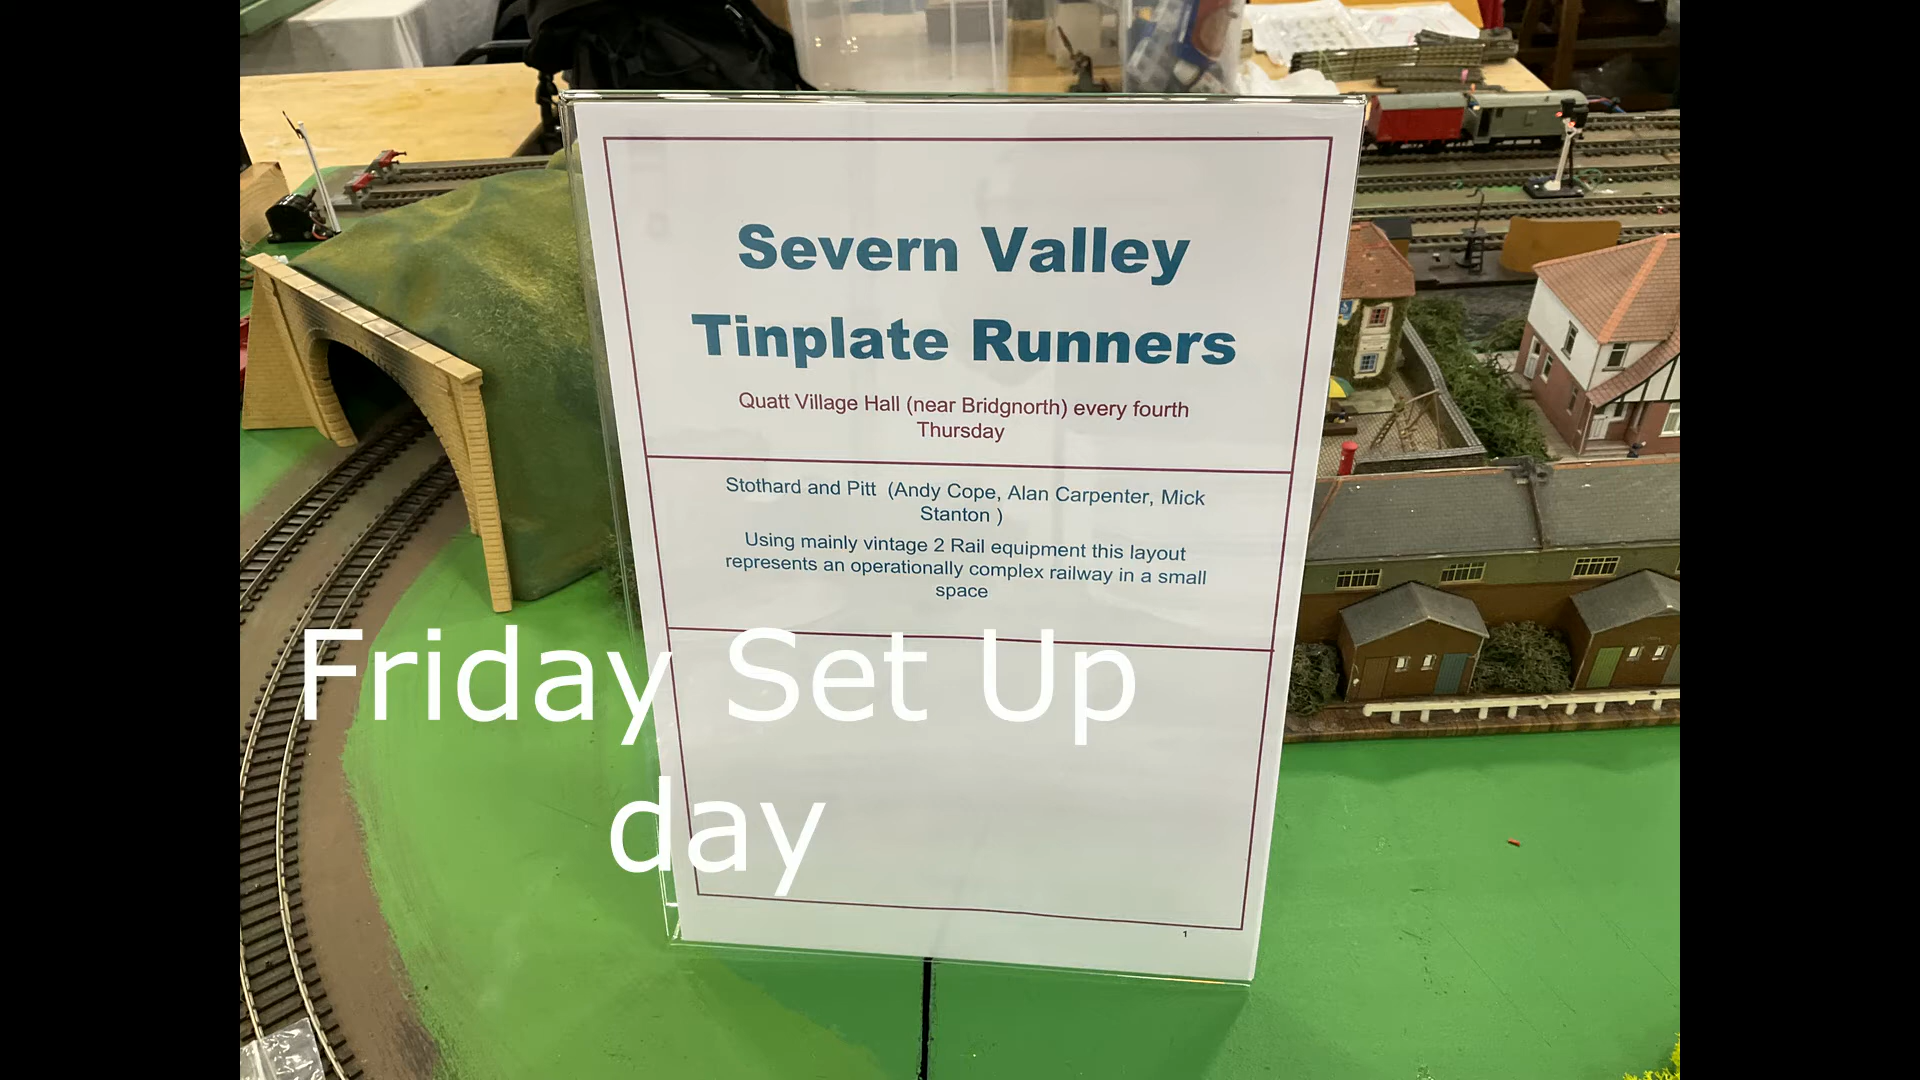 Severn Valley
Tinplate Runners
Quatt Village Hall (near Bridgnorth) every fourth
Thursday
Stothard and Pitt (Andy Cope, Alan Carpenter, Mick
Stanton )
Using mainly vintage 2 Rail equipment this layout
represents an operationally complex railway in a small
space
Friday Set Up
day
1